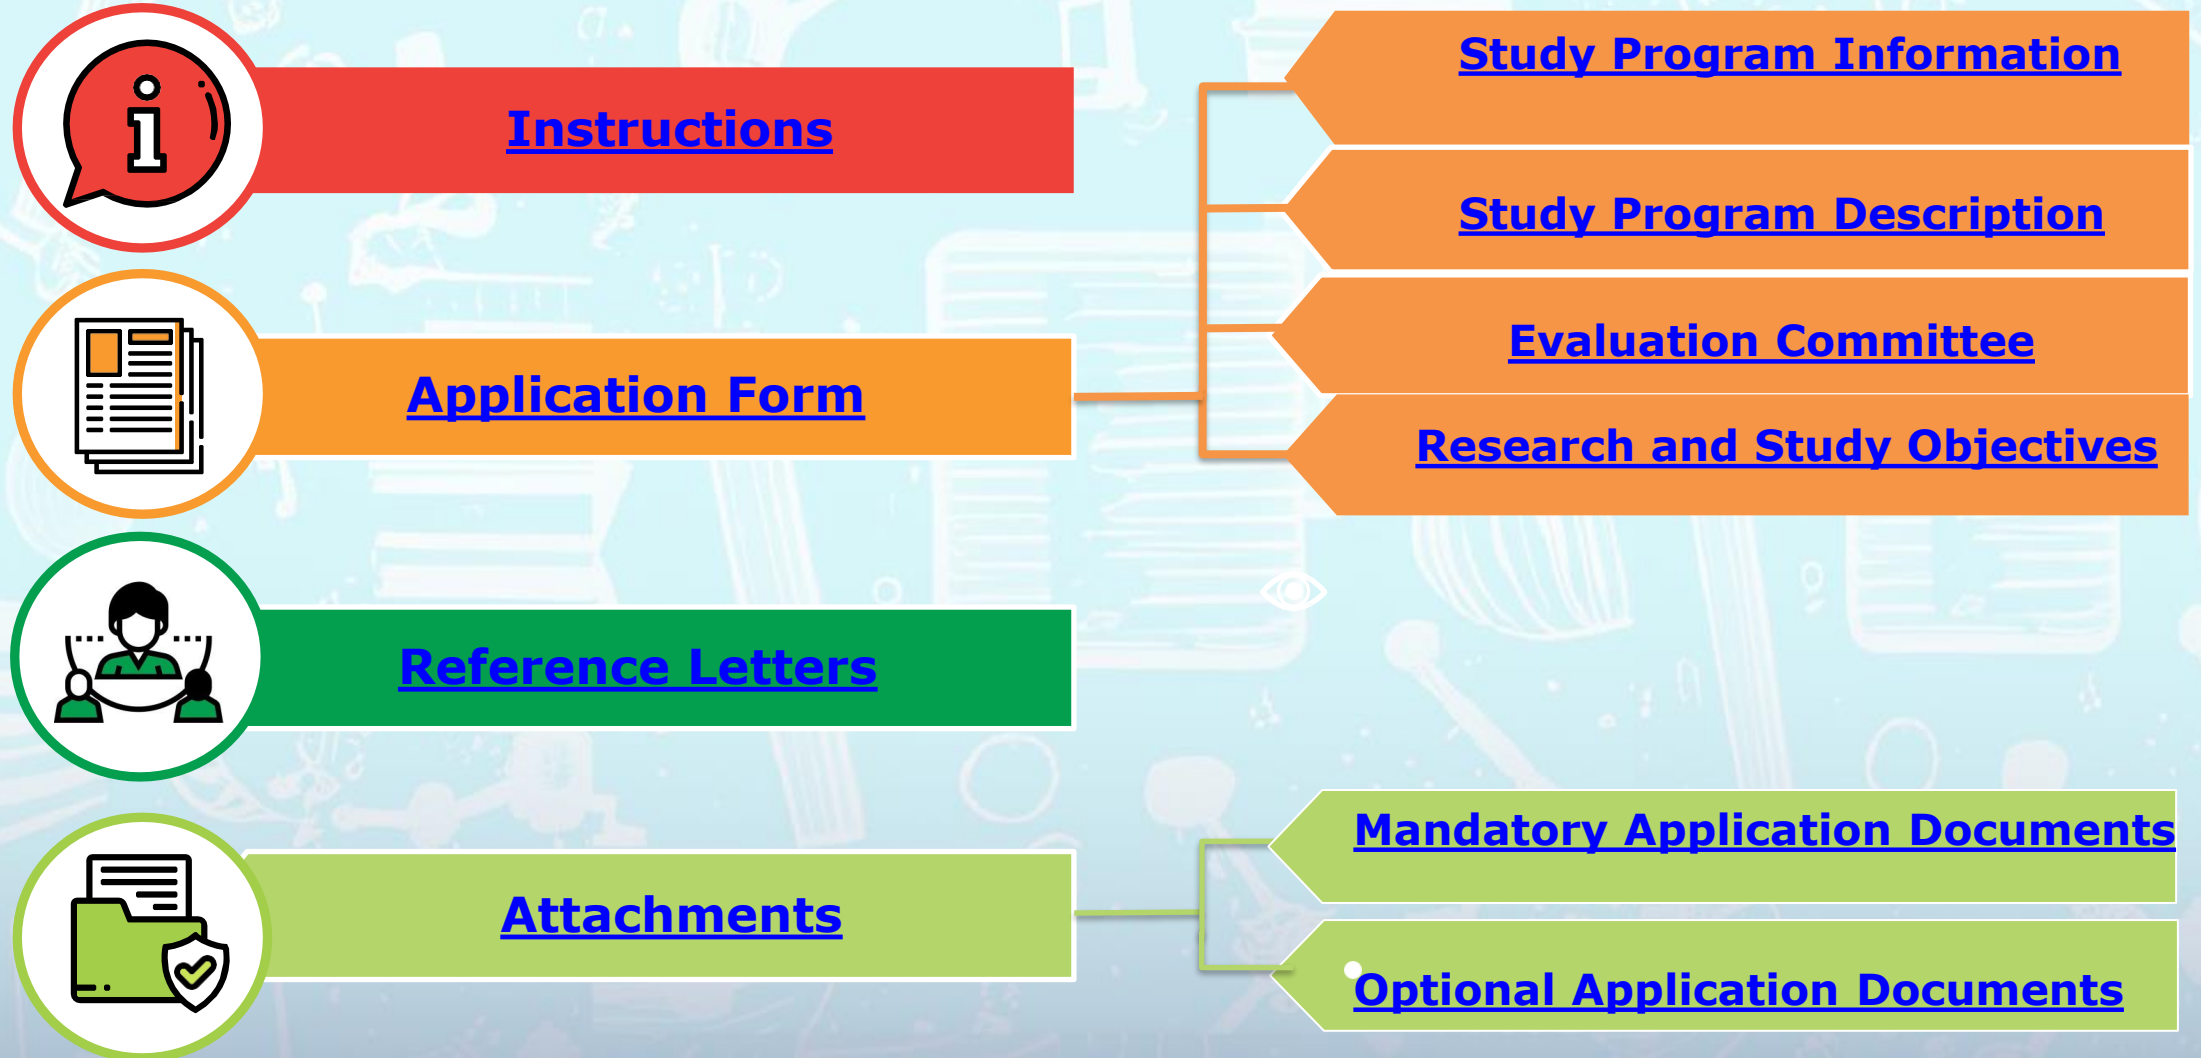 Instructions
Application Form
Study Program Information
Study Program Description
Evaluation Committee
Research and Study Objectives
Reference Letters
Attachments
Mandatory Application Documents
Optional Application Documents